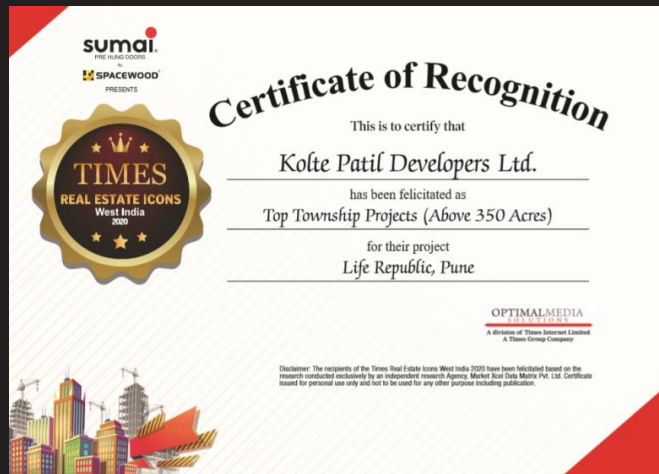 sumai.
PRE HUNG DOORS
by
SPACEWOOD
PRESENTS
TIMES
REAL ESTATE ICONS
West India
2020
Certificate of Recognition
This is to certify that
Kolte Patil Developers Ltd.
has been felicitated as
Top Township Projects (Above 350 Acres)
for their project
Life Republic, Pune
OPTIMALMEDIA
SOLUTIONS
A division of Times Internet Limited
A Times Group Company
Disclaimer: The recipients of the Times Real Estate Icons West India 2020 have been felicitated based on the
research conducted exclusively by an independent research Agency, Market Xcel Data Matrix Pvt. Ltd. Certificate
issued for personal use only and not to be used for any other purpose including publication.